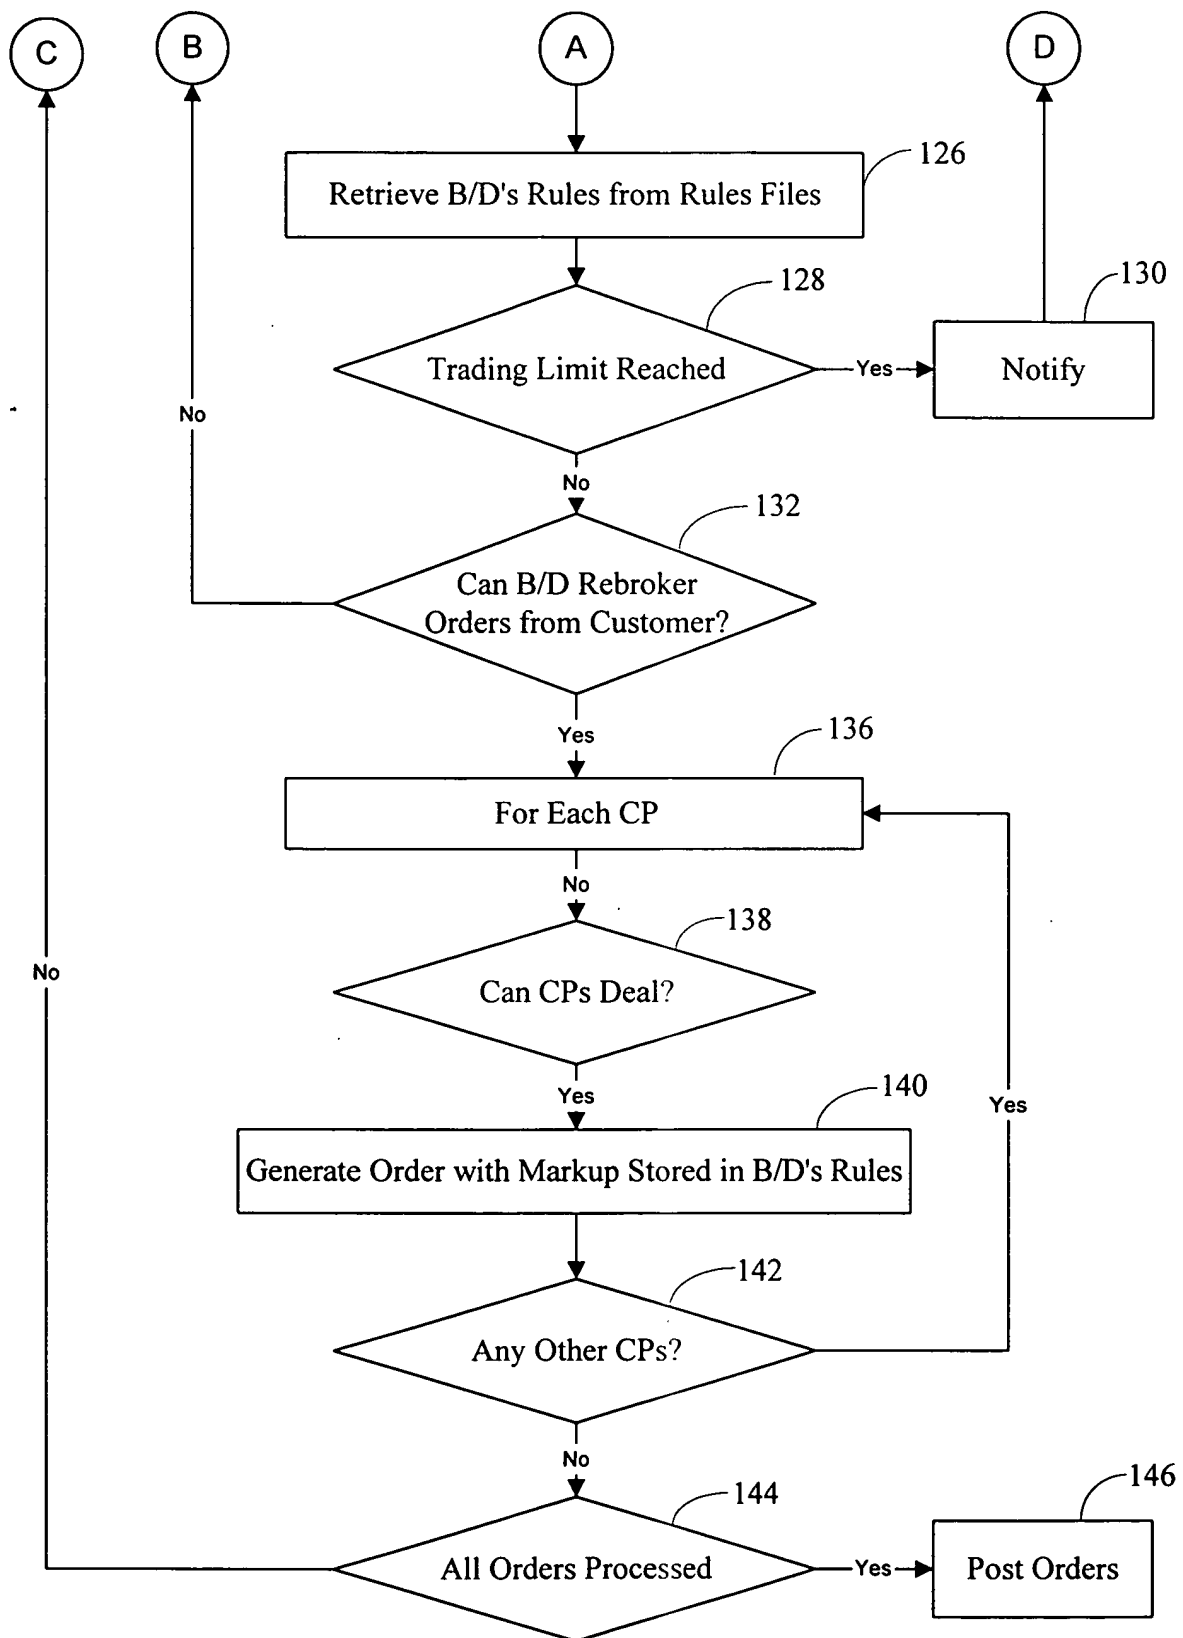 C
B
A
D
126
Retrieve B/D's Rules from Rules Files
128
130
Trading Limit Reached
Yes
Notify
No
No
132
Can B/D Rebroker
Orders from Customer?
Yes
136
For Each CP
No
138
No
Can CPs Deal?
Yes
140
Yes
Generate Order with Markup Stored in B/D's Rules
142
Any Other CPs?
No
144
146
All Orders Processed
Yes
Post Orders